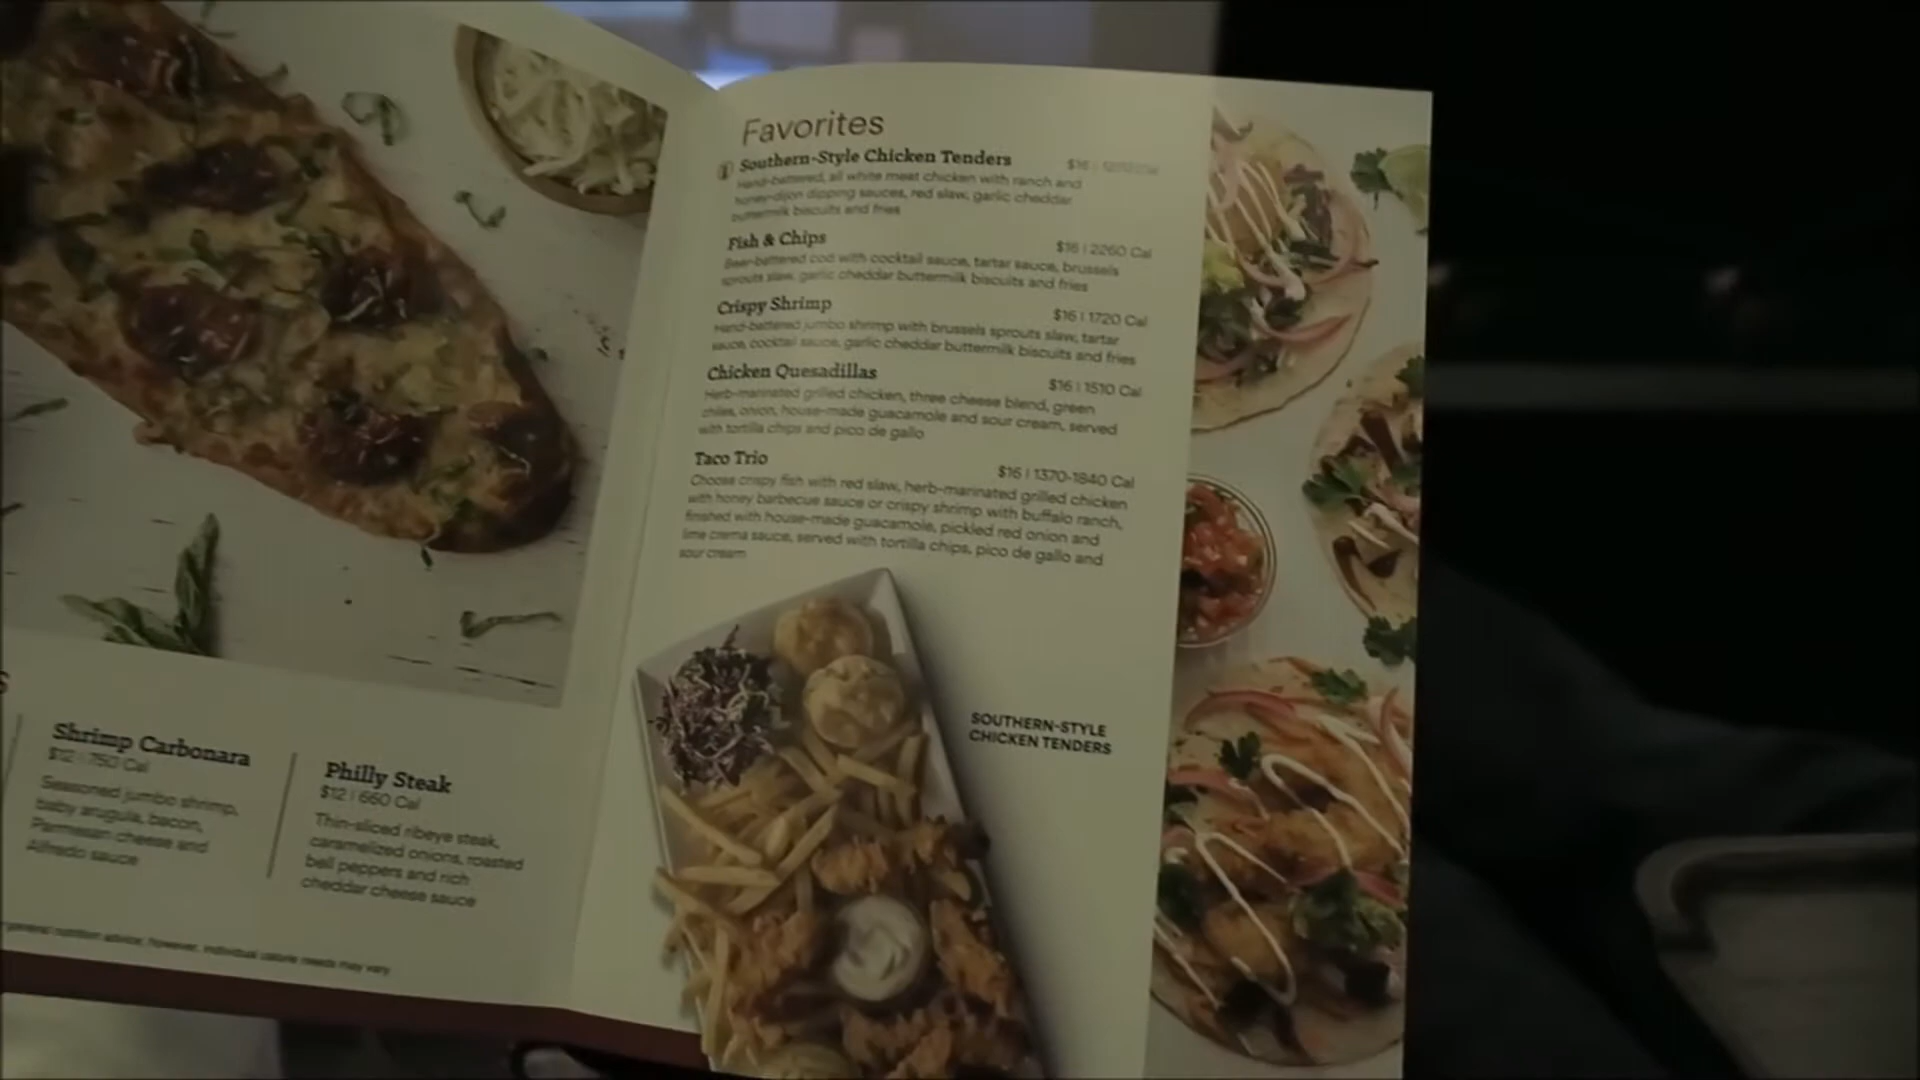 Shrimp Carbonara
$12 | 750 Cal
Seasoned jumbo shrimp,
baby arugula, bacon,
Parmesan cheese and
Alfredo sauce
Philly Steak
$12 | 660 Cal
Thin-sliced ribeye steak,
caramelized onions, roasted
bell peppers and rich
cheddar cheese sauce
general nutrition advice, however, individual calorie needs may vary
Favorites
Southern-Style Chicken Tenders
$16 |
Hand-battered, all white meat chicken with ranch and
honey-dijon dipping sauces, red slaw, garlic cheddar
buttermilk biscuits and fries
Fish & Chips
$16 | 2260 Cal
Beer-battered cod with cocktail sauce, tartar sauce, brussels
sprouts slaw, garlic cheddar buttermilk biscuits and fries
Crispy Shrimp
$16 | 1720 Cal
Hand-battered jumbo shrimp with brussels sprouts slaw, tartar
sauce, cocktail sauce, garlic cheddar buttermilk biscuits and fries
Chicken Quesadillas
$16 | 1510 Cal
Herb-marinated grilled chicken, three cheese blend, green
chiles, onion, house-made guacamole and sour cream, served
with tortilla chips and pico de gallo
Taco Trio
$16 | 1370-1840 Cal
Choose crispy fish with red slaw, herb-marinated grilled chicken
with honey barbecue sauce or crispy shrimp with buffalo ranch,
finished with house-made guacamole, pickled red onion and
lime crema sauce, served with tortilla chips, pico de gallo and
sour cream
SOUTHERN-STYLE
CHICKEN TENDERS